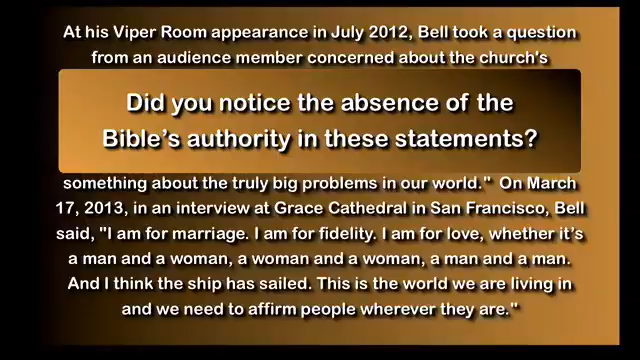 At his Viper Room appearance in July 2012, Bell took a question
from an audience member concerned about the church's
Did you notice the absence of the
Bible's authority in these statements?
something about the truly big problems in our world."  On March
17, 2013, in an interview at Grace Cathedral in San Francisco, Bell
said, "I am for marriage. I am for fidelity. I am for love, whether it's
a man and a woman, a woman and a woman, a man and a man.
And I think the ship has sailed. This is the world we are living in
and we need to affirm people wherever they are."